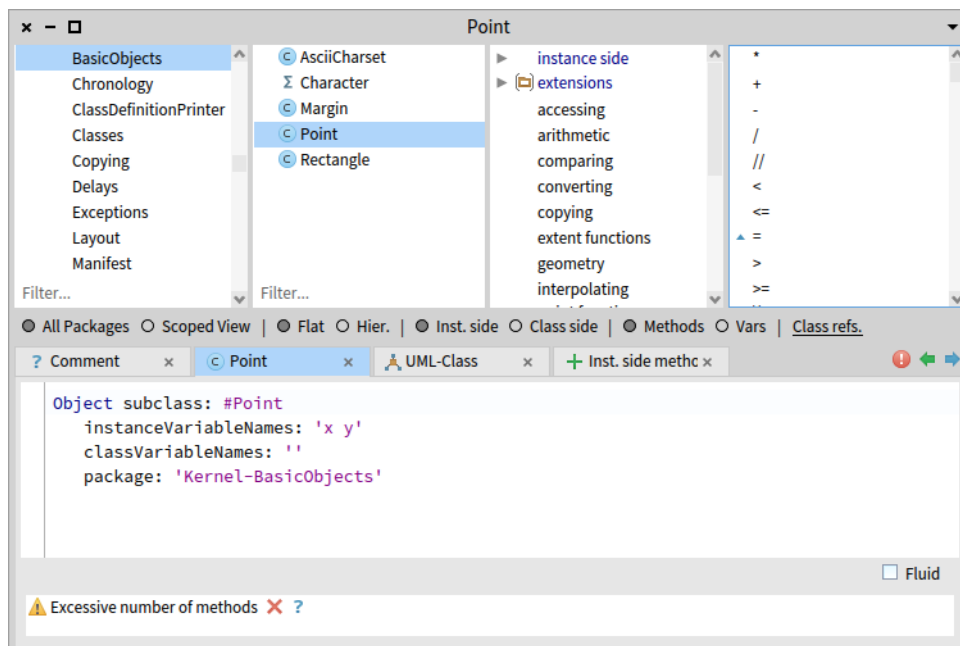 Point
BasicObjects
Chronology
ClassDefinitionPrinter
Classes
Copying
Delays
Exceptions
Layout
Manifest
Filter...
AsciiCharset
Character
Margin
Point
Rectangle
Filter...
instance side
extensions
accessing
arithmetic
comparing
converting
copying
extent functions
geometry
interpolating
*
+
-
/
//
<
<=
=
>
>=
All Packages Scoped View | Flat Hier. | Inst. side Class side | Methods Vars | Class refs.
? Comment × Point × UML-Class × Inst. side methc ×
Object subclass: #Point
instanceVariableNames: 'x y'
classVariableNames: ''
package: 'Kernel-BasicObjects'
Fluid
Excessive number of methods ?